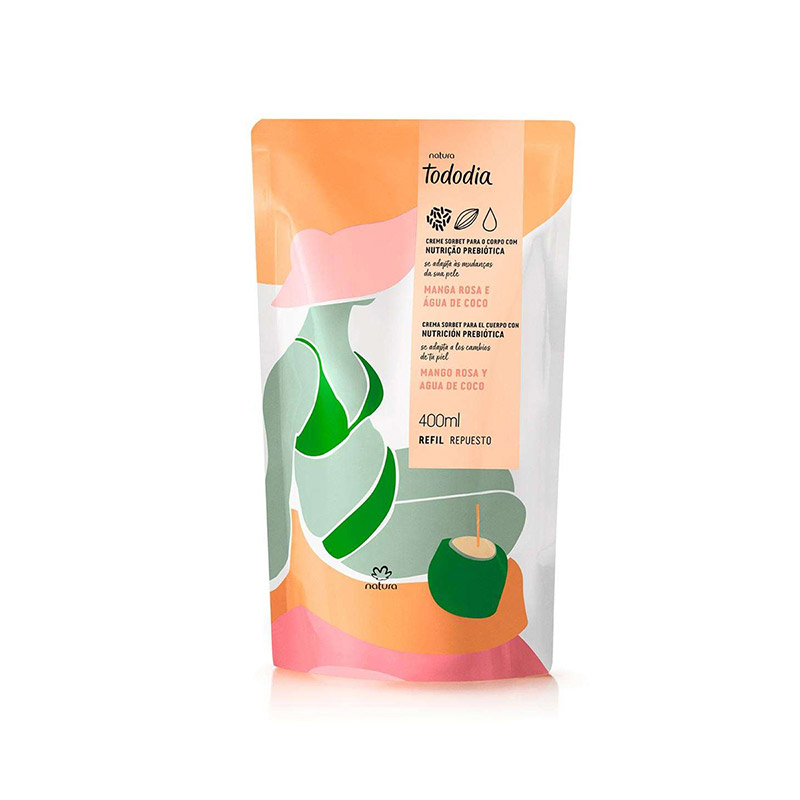 natura
tododia
CREME SORBET PARA O CORPO COM
NUTRIÇÃO PREBIÓTICA
se adapta às mudanças
da sua pele
MANGA ROSA E
ÁGUA DE COCO
CREMA SORBET PARA EL CUERPO CON
NUTRICIÓN PREBIÓTICA
se adapta a los cambios
de tu piel
MANGO ROSA Y
AGUA DE COCO
400ml
REFIL REPUESTO
natura